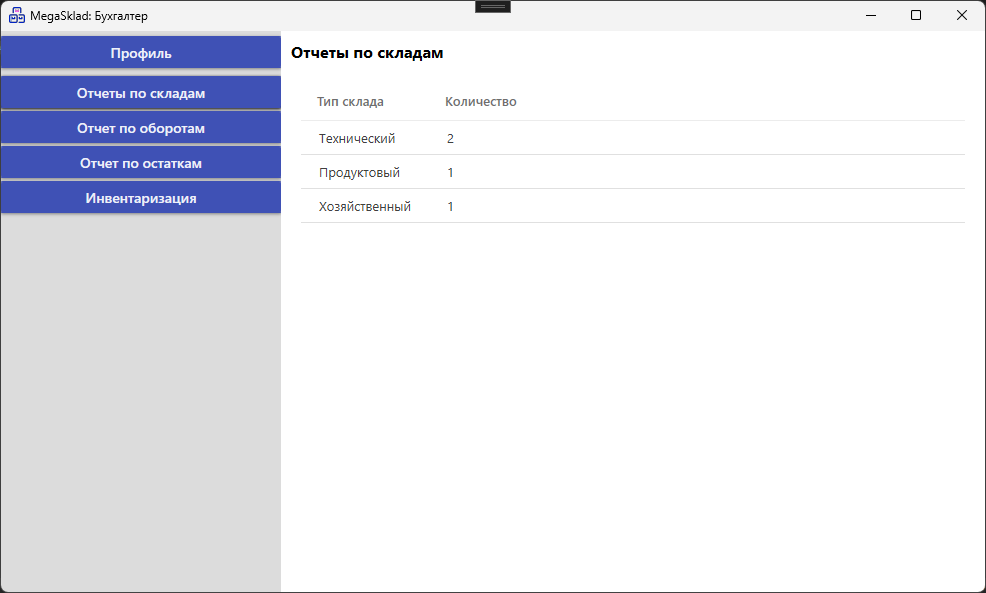 MegaSklad: Бухгалтер
Профиль
Отчеты по складам
Отчет по оборотам
Отчет по остаткам
Инвентаризация
Отчеты по складам
Тип склада Количество
Технический 2
Продуктовый 1
Хозяйственный 1